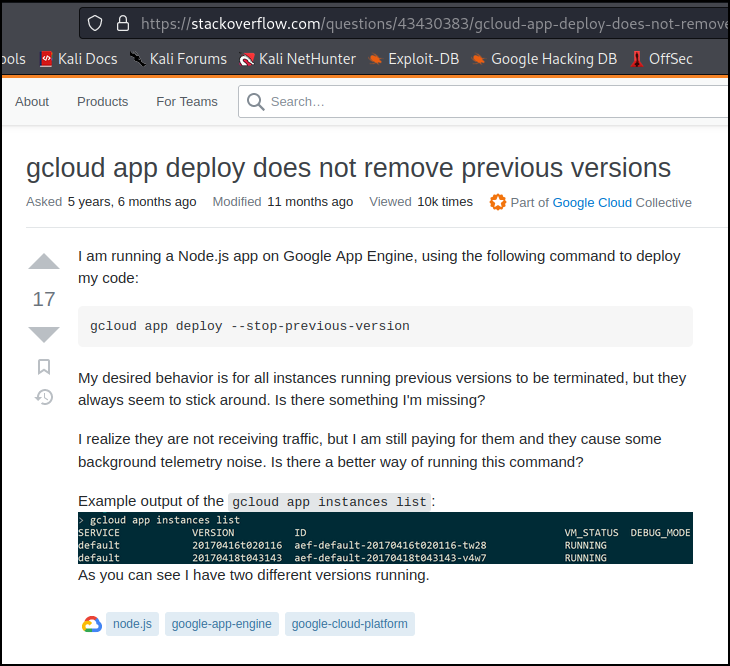 https://stackoverflow.com/questions/43430383/gcloud-app-deploy-does-not-remove
ools Kali Docs Kali Forums Kali NetHunter Exploit-DB Google Hacking DB OffSec
About Products For Teams Search…
gcloud app deploy does not remove previous versions
Asked 5 years, 6 months ago Modified 11 months ago Viewed 10k times Part of Google Cloud Collective
I am running a Node.js app on Google App Engine, using the following command to deploy
my code:
17
gcloud app deploy --stop-previous-version
My desired behavior is for all instances running previous versions to be terminated, but they
always seem to stick around. Is there something I'm missing?
I realize they are not receiving traffic, but I am still paying for them and they cause some
background telemetry noise. Is there a better way of running this command?
Example output of the gcloud app instances list:
> gcloud app instances list
SERVICE VERSION ID VM_STATUS DEBUG_MODE
default 20170416t020116 aef-default-20170416t020116-tw28 RUNNING
default 20170418t043143 aef-default-20170418t043143-v4w7 RUNNING
As you can see I have two different versions running.
node.js google-app-engine google-cloud-platform